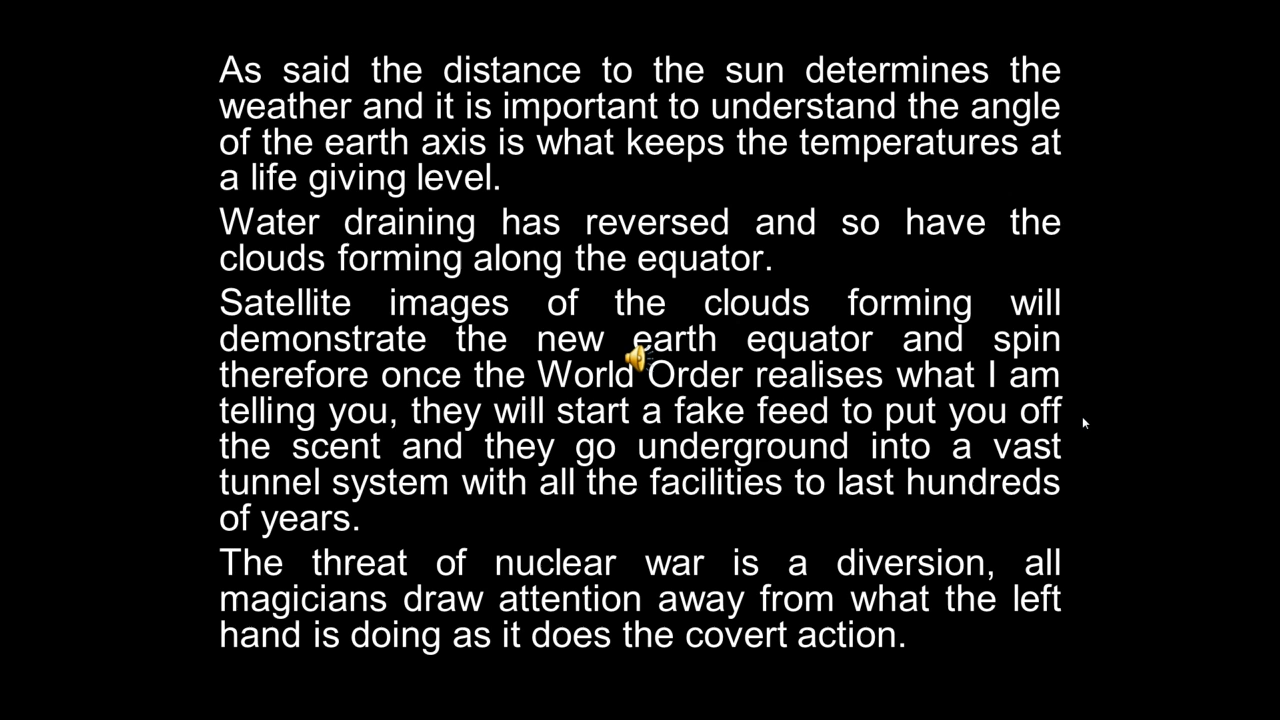 As said the distance to the sun determines the
weather and it is important to understand the angle
of the earth axis is what keeps the temperatures at
a life giving level.
Water draining has reversed and so have the
clouds forming along the equator.
Satellite images of the clouds forming will
demonstrate the new earth equator and spin
therefore once the World Order realises what I am
telling you, they will start a fake feed to put you off
the scent and they go underground into a vast
tunnel system with all the facilities to last hundreds
of years.
The threat of nuclear war is a diversion, all
magicians draw attention away from what the left
hand is doing as it does the covert action.